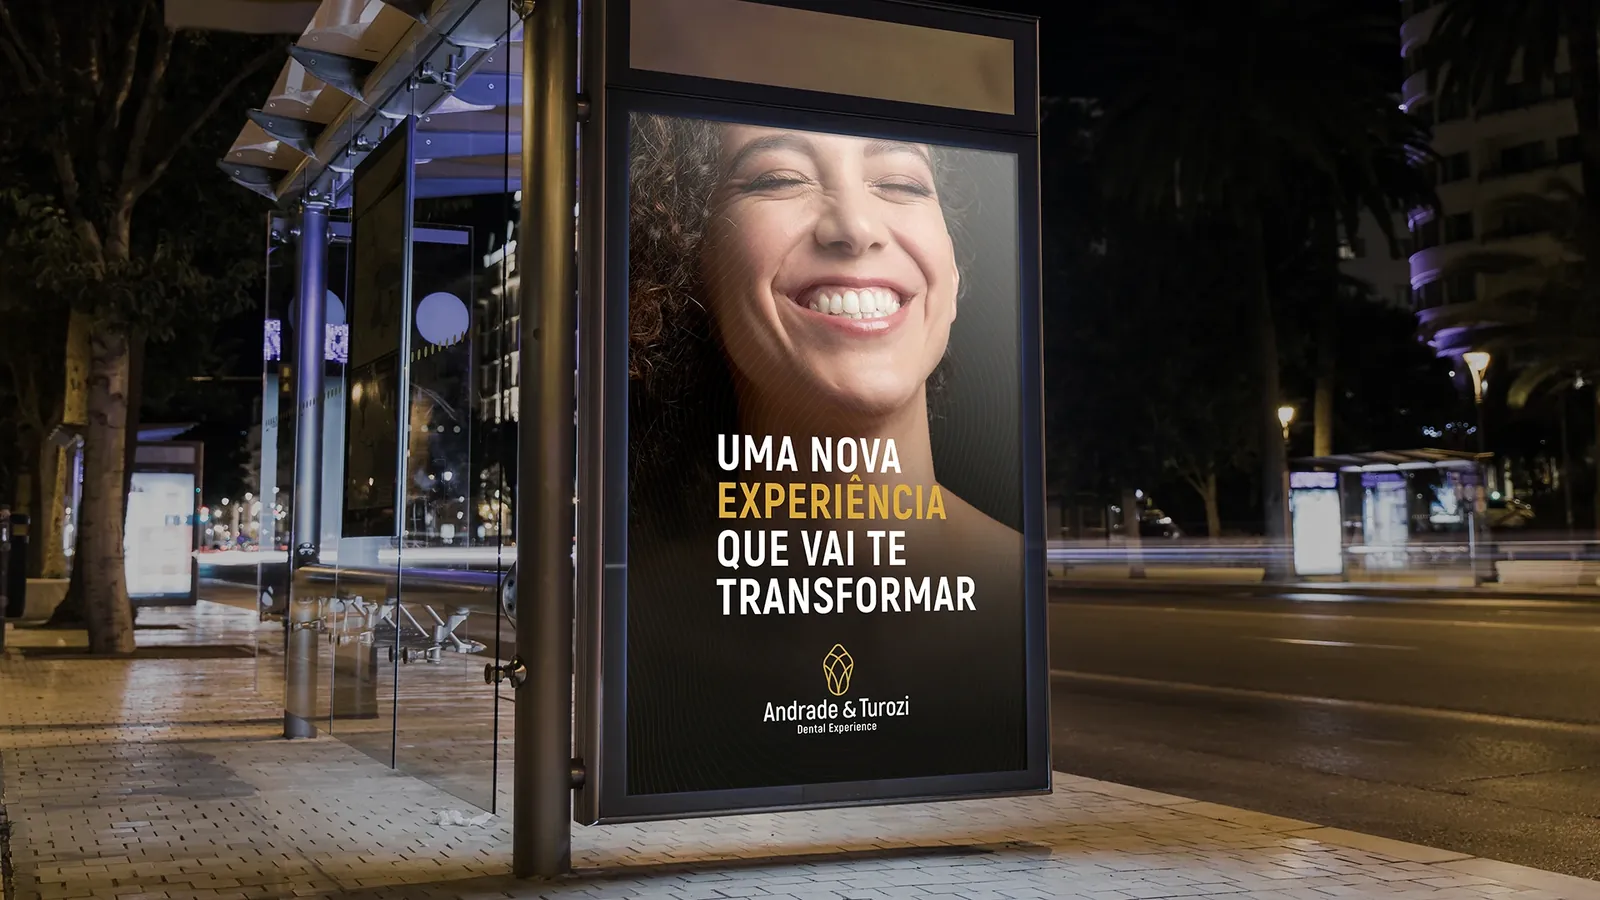 UMA NOVA
EXPERIÊNCIA
QUE VAI TE
TRANSFORMAR
Andrade & Turozi
Dental Experience